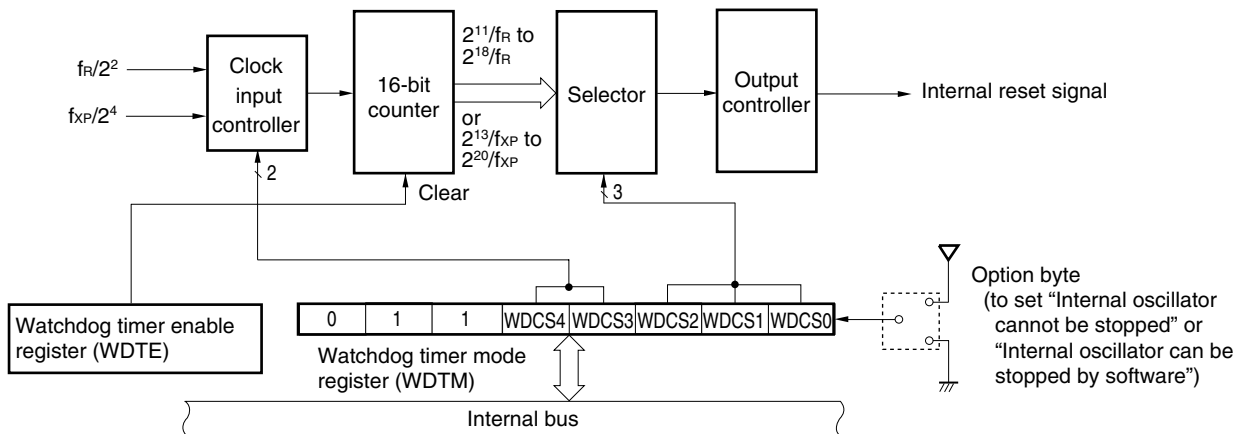 fR/2²
fXP/2⁴
Clock
input
controller
2
16-bit
counter
Clear
2¹¹/fR to
2¹⁸/fR
or
2¹³/fXP to
2²⁰/fXP
Selector
3
Output
controller
Internal reset signal
Watchdog timer enable
register (WDTE)
0 1 1 WDCS4 WDCS3 WDCS2 WDCS1 WDCS0
Watchdog timer mode
register (WDTM)
Option byte
(to set “Internal oscillator
cannot be stopped” or
“Internal oscillator can be
stopped by software”)
Internal bus